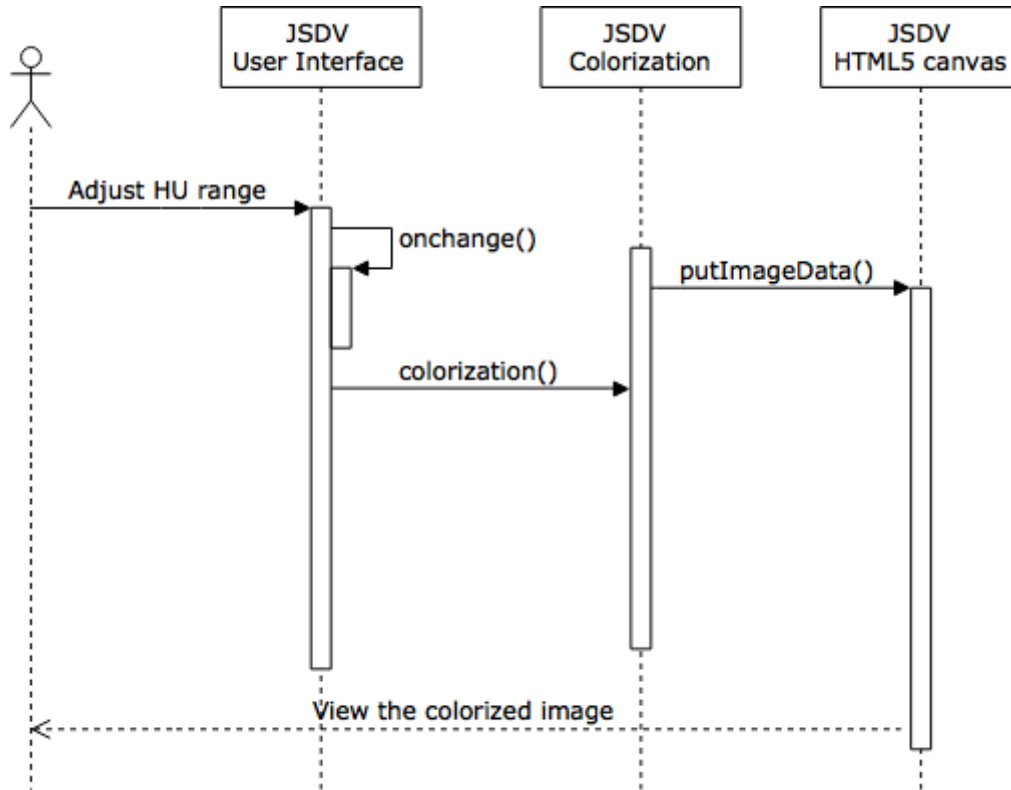 JSDV
User Interface
JSDV
Colorization
JSDV
HTML5 canvas
Adjust HU range
onchange()
putImageData()
colorization()
View the colorized image